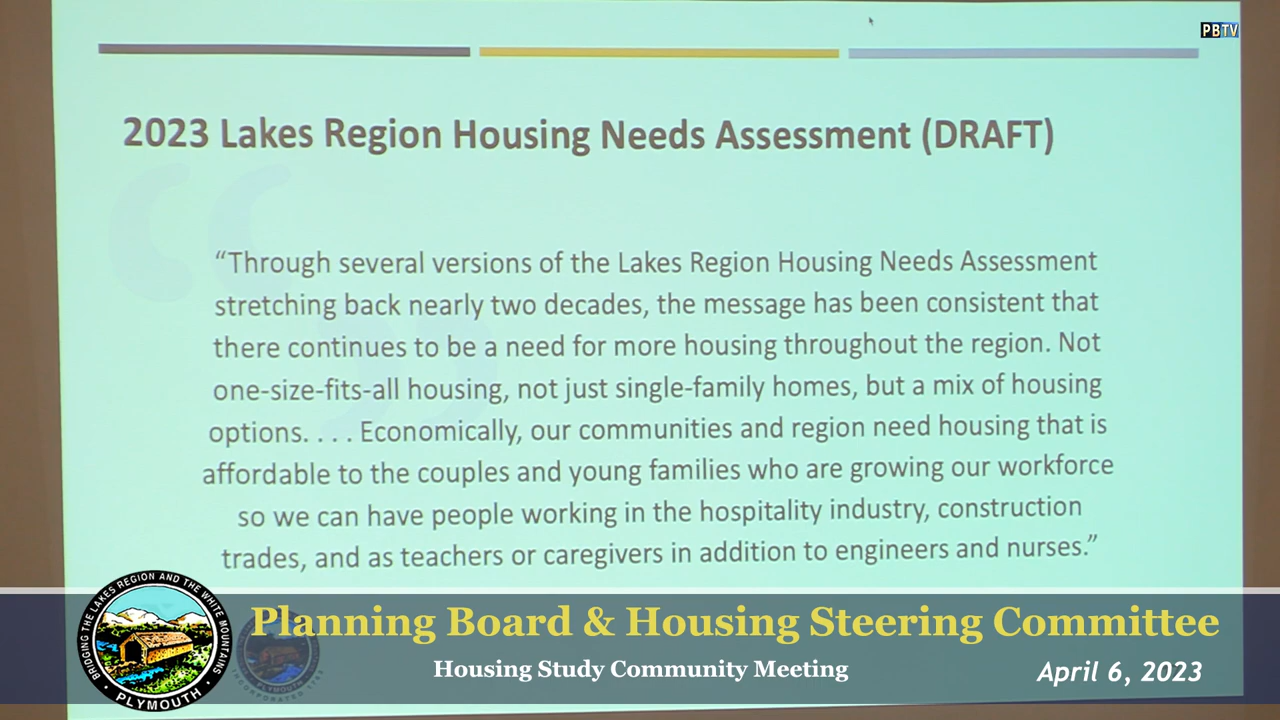 PBTV
2023 Lakes Region Housing Needs Assessment (DRAFT)
“Through several versions of the Lakes Region Housing Needs Assessment
stretching back nearly two decades, the message has been consistent that
there continues to be a need for more housing throughout the region. Not
one-size-fits-all housing, not just single-family homes, but a mix of housing
options. . . . Economically, our communities and region need housing that is
affordable to the couples and young families who are growing our workforce
so we can have people working in the hospitality industry, construction
trades, and as teachers or caregivers in addition to engineers and nurses.”
BRIDGING THE LAKES REGION AND THE WHITE MOUNTAINS
PLYMOUTH
Planning Board & Housing Steering Committee
Housing Study Community Meeting
April 6, 2023